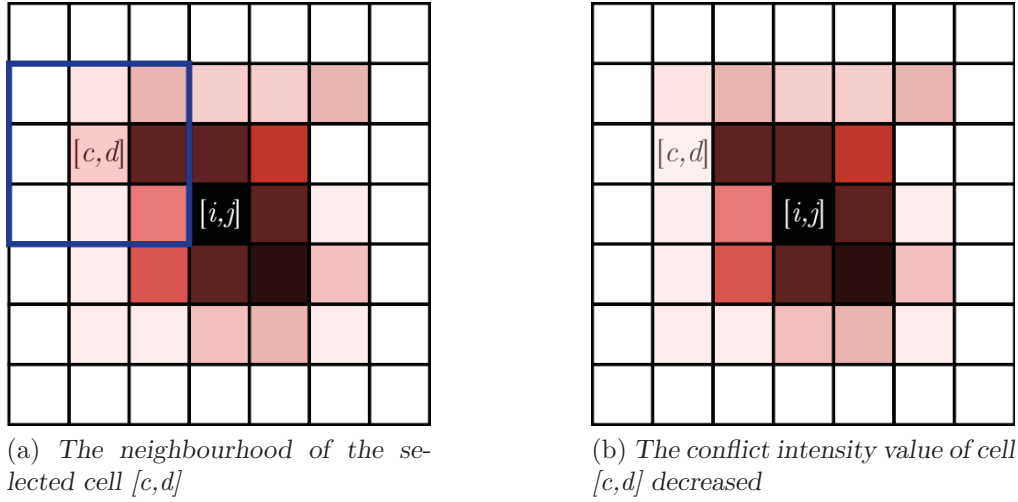 [c,d]
[i,j]
(a) The neighbourhood of the se-
lected cell [c,d]
[c,d]
[i,j]
(b) The conflict intensity value of cell
[c,d] decreased